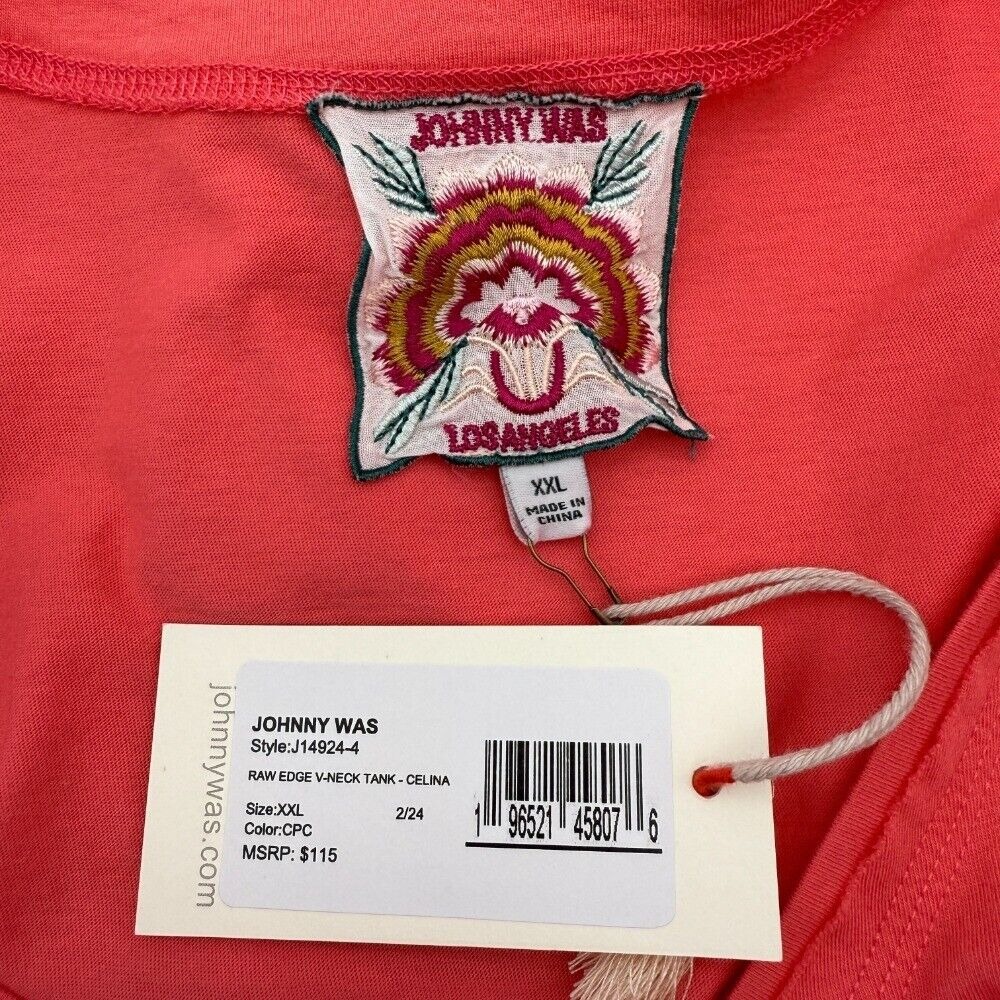 JOHNNY WAS
LOS ANGELES
XXL
MADE IN
CHINA
johnnywas.com
JOHNNY WAS
Style:J14924-4
RAW EDGE V-NECK TANK - CELINA
Size:XXL 2/24
Color:CPC
MSRP: $115
1 96521 45807 6